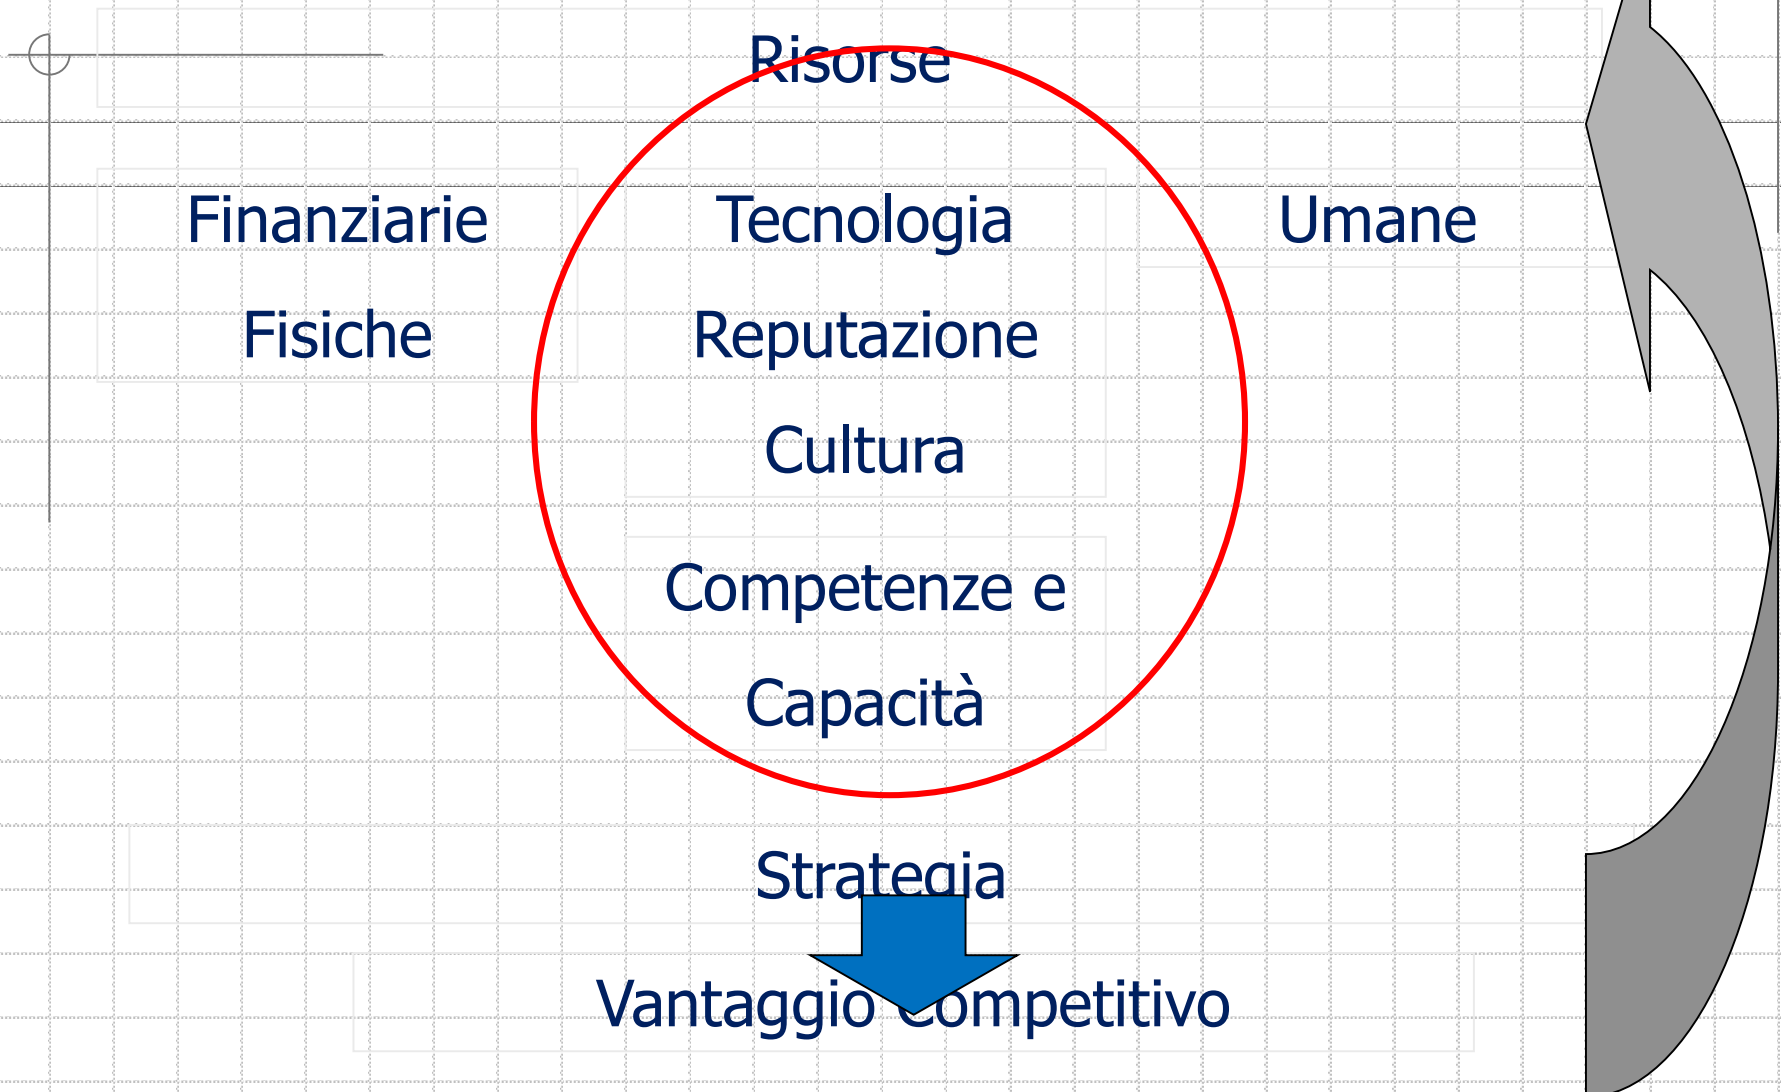 Risorse
Finanziarie
Fisiche
Tecnologia
Reputazione
Cultura
Umane
Competenze e
Capacità
Strategia
Vantaggio Competitivo